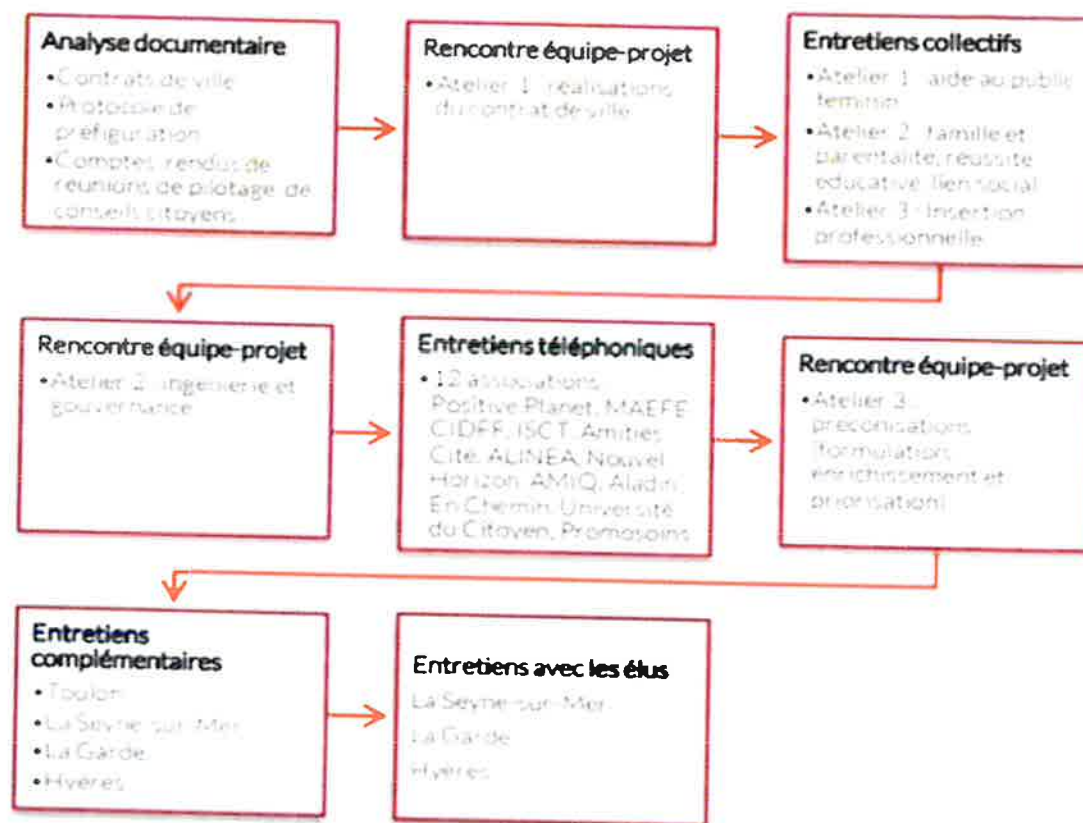 Analyse documentaire
•Contrats de ville
•Protocole de
préfiguration
•Comptes rendus de
réunions de pilotage, de
conseils citoyens
Rencontre équipe-projet
•Atelier 1 : réalisations
du contrat de ville
Entretiens collectifs
•Atelier 1 : aide au public
féminin
•Atelier 2 : famille et
parentalité, réussite
éducative, lien social
•Atelier 3 : Insertion
professionnelle
Rencontre équipe-projet
•Atelier 2 : ingénierie et
gouvernance
Entretiens téléphoniques
• 12 associations
Positive Planet, MAEFE
CIDFF, ISCT, Amitiés
Cité, ALINEA, Nouvel
Horizon, AMIQ, Aladin,
En Chemin, Université
du Citoyen, Promosoins
Rencontre équipe-projet
•Atelier 3 :
préconisations
(formulation,
enrichissement et
priorisation)
Entretiens
complémentaires
•Toulon
•La Seyne-sur-Mer
•La Garde
•Hyères
Entretiens avec les élus
La Seyne-sur-Mer
La Garde
Hyères